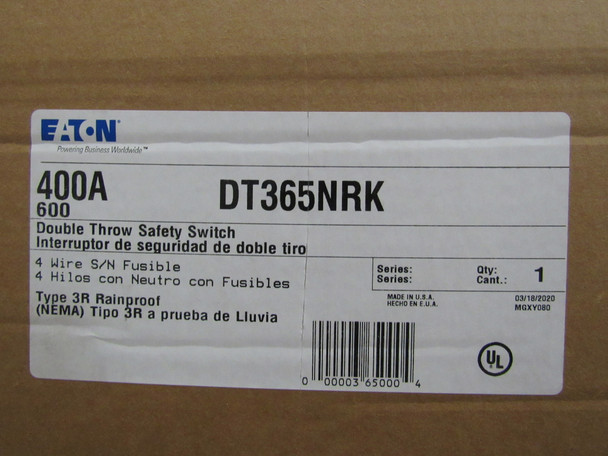 EATON
Powering Business Worldwide™
400A
DT365NRK
600
Double Throw Safety Switch
Interruptor de seguridad de doble tiro
4 Wire S/N Fusible
4 Hilos con Neutro con Fusibles
Type 3R Rainproof
(NEMA) Tipo 3R a prueba de Lluvia
Series:
Series:
Qty:
Cant.:
1
MADE IN U.S.A.
HECHO EN E.U.A.
03/18/2020
MGXY080
0 00003 65000 4
UL